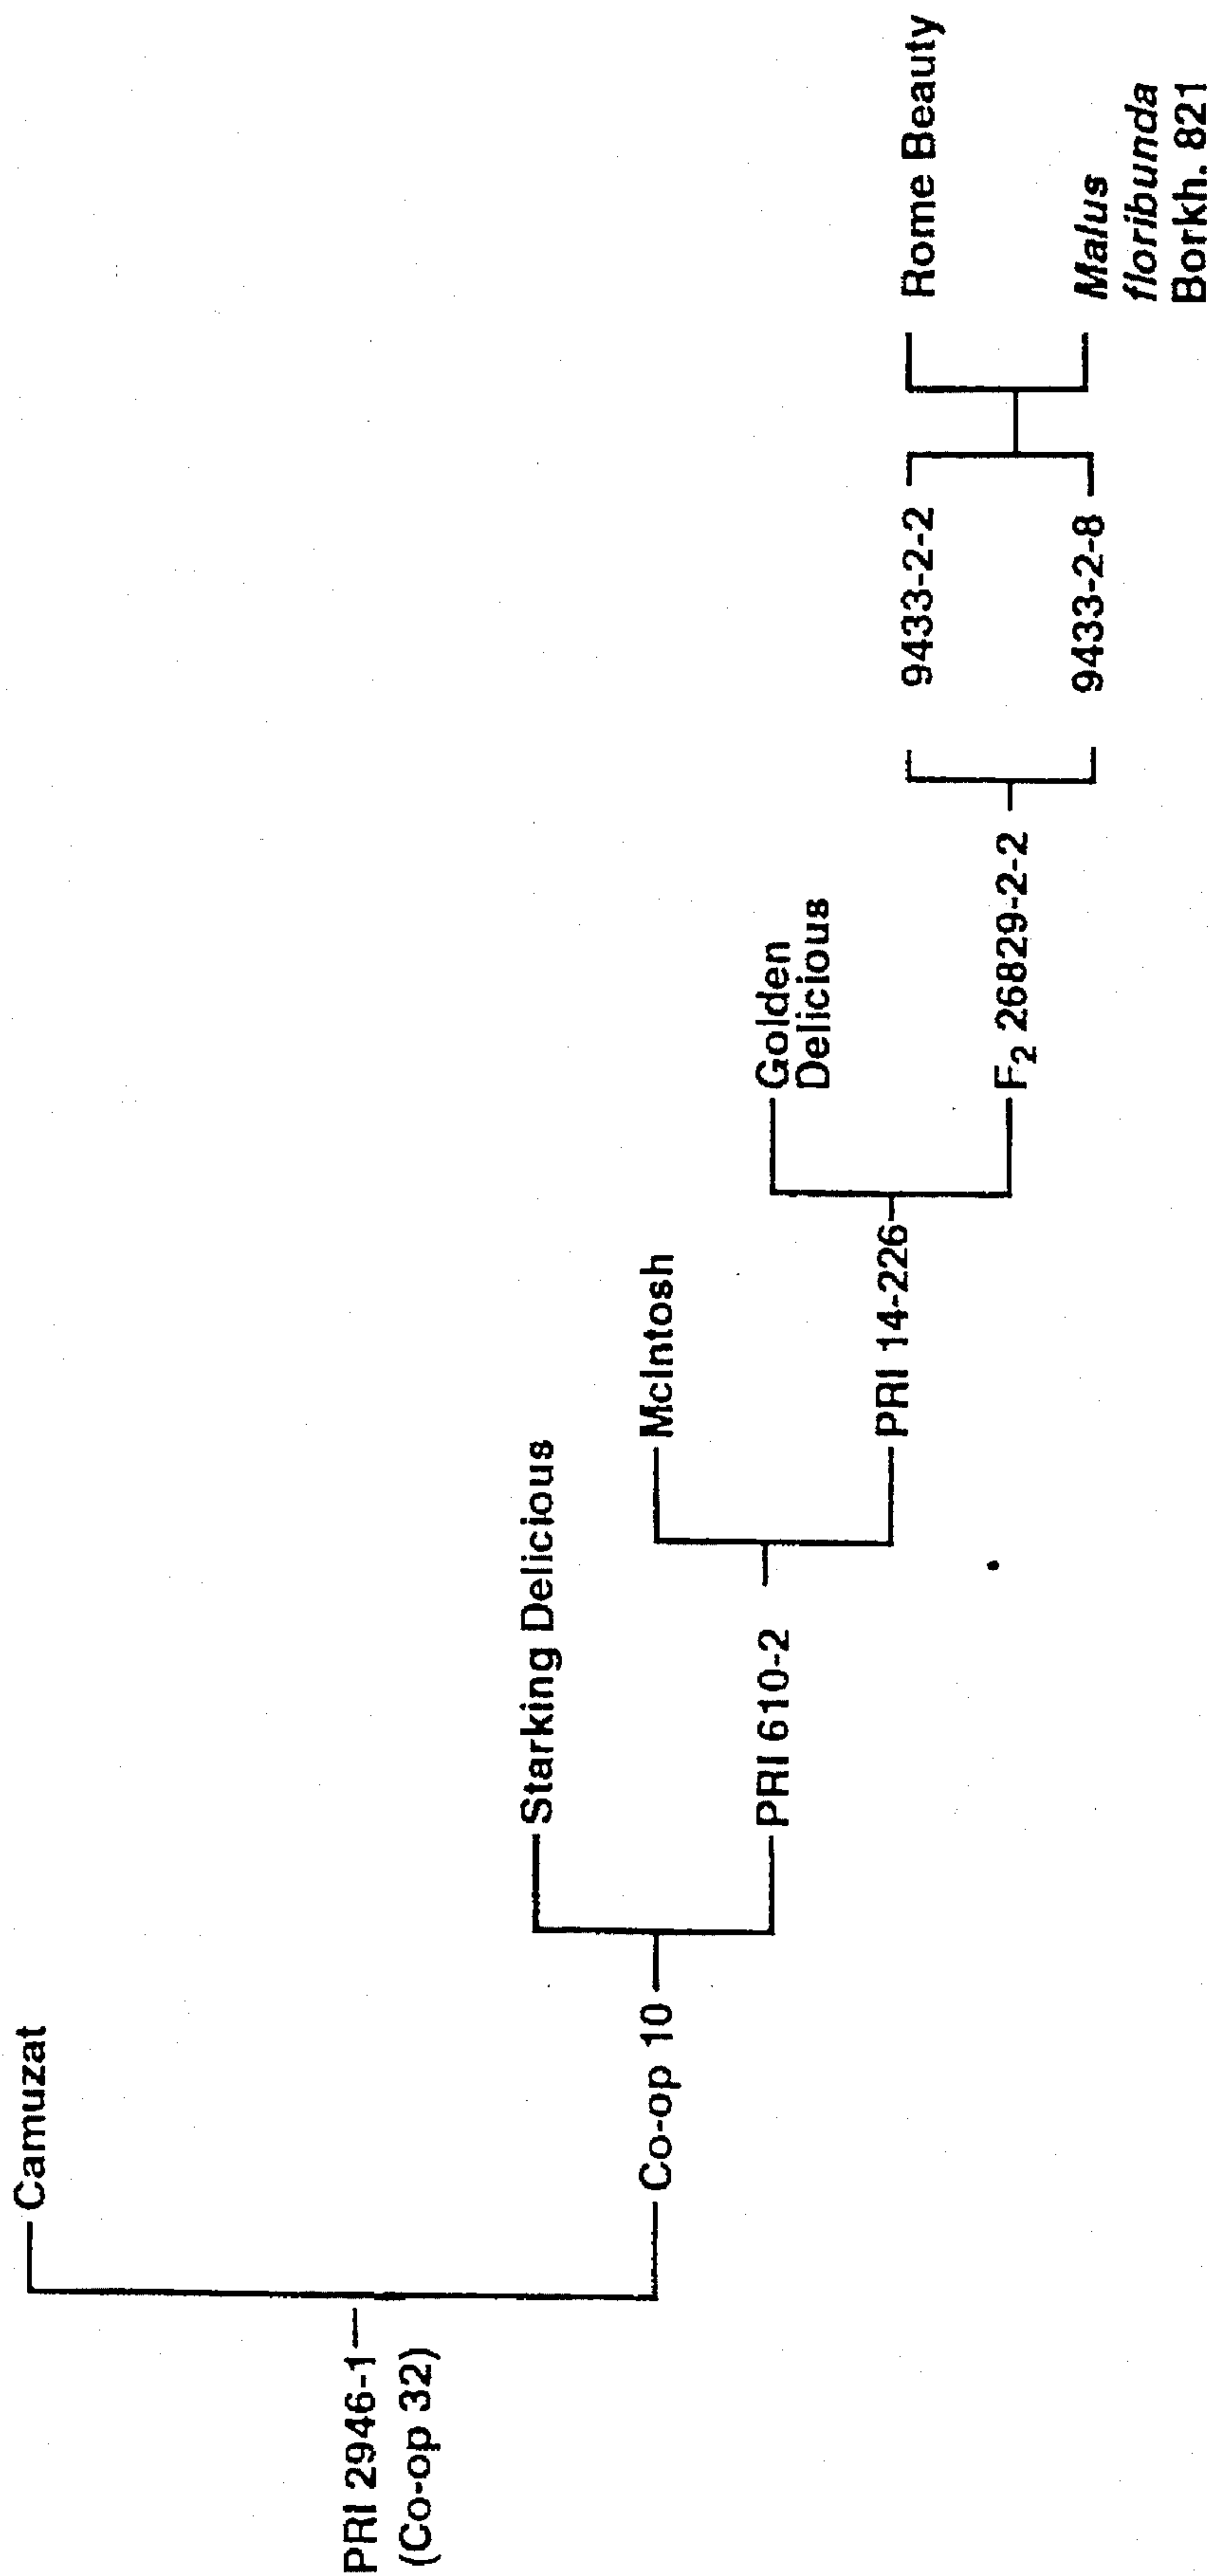 PRI 2946-1
(Co-op 32)
Camuzat
Co-op 10
Starking Delicious
PRI 610-2
McIntosh
PRI 14-226
Golden
Delicious
F₂ 26829-2-2
9433-2-2
9433-2-8
Rome Beauty
Malus
floribunda
Borkh. 821